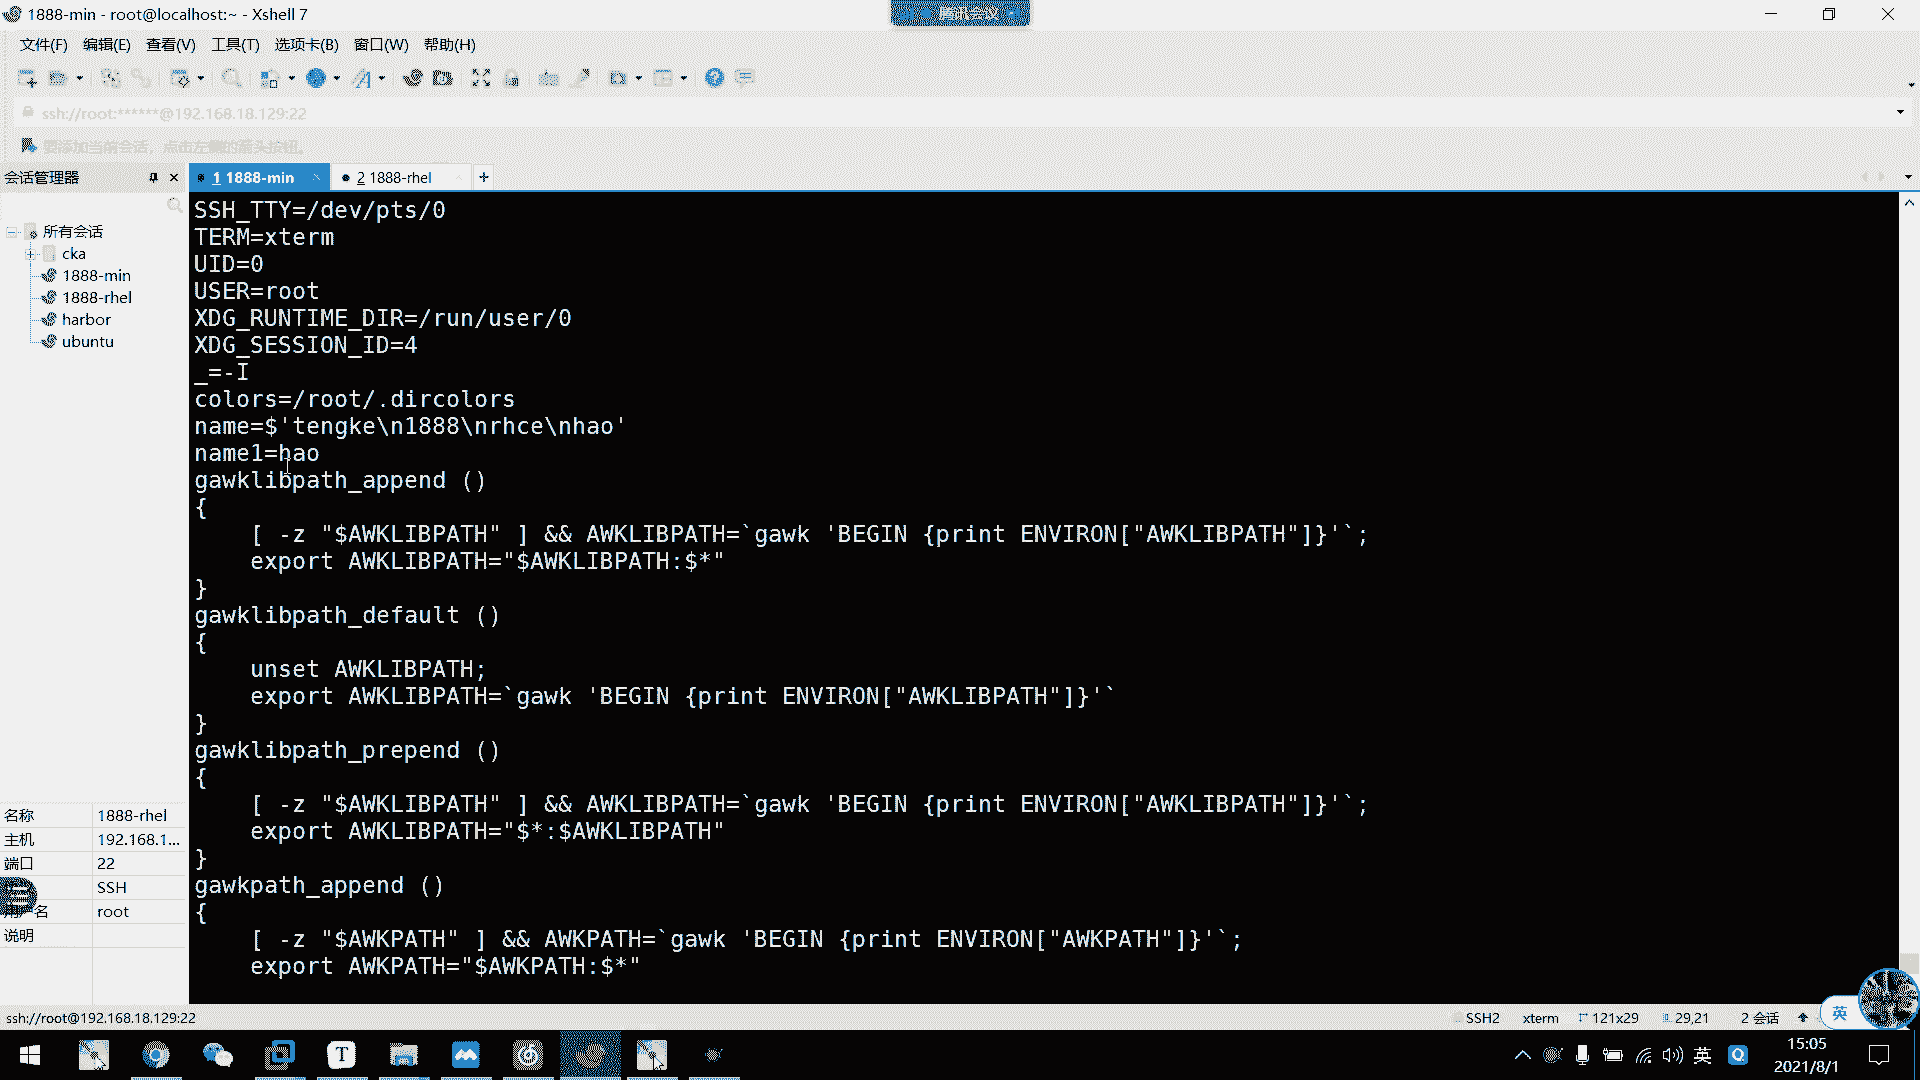 1888-min - root@localhost:~ - Xshell 7
腾讯会议
文件(F) 编辑(E) 查看(V) 工具(T) 选项卡(B) 窗口(W) 帮助(H)
ssh://root:******@192.168.18.129:22
要添加当前会话，点击左侧的箭头按钮。
会话管理器
1 1888-min
2 1888-rhel
所有会话
cka
1888-min
1888-rhel
harbor
ubuntu
SSH_TTY=/dev/pts/0
TERM=xterm
UID=0
USER=root
XDG_RUNTIME_DIR=/run/user/0
XDG_SESSION_ID=4
_=-I
colors=/root/.dircolors
name=$'tengke\n1888\nrhce\nhao'
name1=hao
gawklibpath_append ()
{
    [ -z "$AWKLIBPATH" ] && AWKLIBPATH=`gawk 'BEGIN {print ENVIRON["AWKLIBPATH"]}'`;
    export AWKLIBPATH="$AWKLIBPATH:$*"
}
gawklibpath_default ()
{
    unset AWKLIBPATH;
    export AWKLIBPATH=`gawk 'BEGIN {print ENVIRON["AWKLIBPATH"]}'`
}
gawklibpath_prepend ()
{
    [ -z "$AWKLIBPATH" ] && AWKLIBPATH=`gawk 'BEGIN {print ENVIRON["AWKLIBPATH"]}'`;
    export AWKLIBPATH="$*:$AWKLIBPATH"
}
gawkpath_append ()
{
    [ -z "$AWKPATH" ] && AWKPATH=`gawk 'BEGIN {print ENVIRON["AWKPATH"]}'`;
    export AWKPATH="$AWKPATH:$*"
名称 1888-rhel
主机 192.168.1...
端口 22
SSH
用户名 root
说明
ssh://root@192.168.18.129:22
SSH2 xterm 121x29 29,21 2 会话
英
英
15:05
2021/8/1